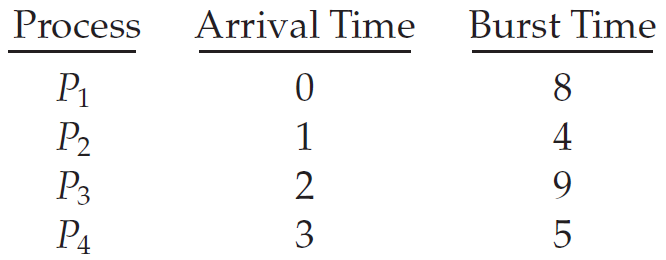 Process Arrival Time Burst Time
P1 0 8
P2 1 4
P3 2 9
P4 3 5